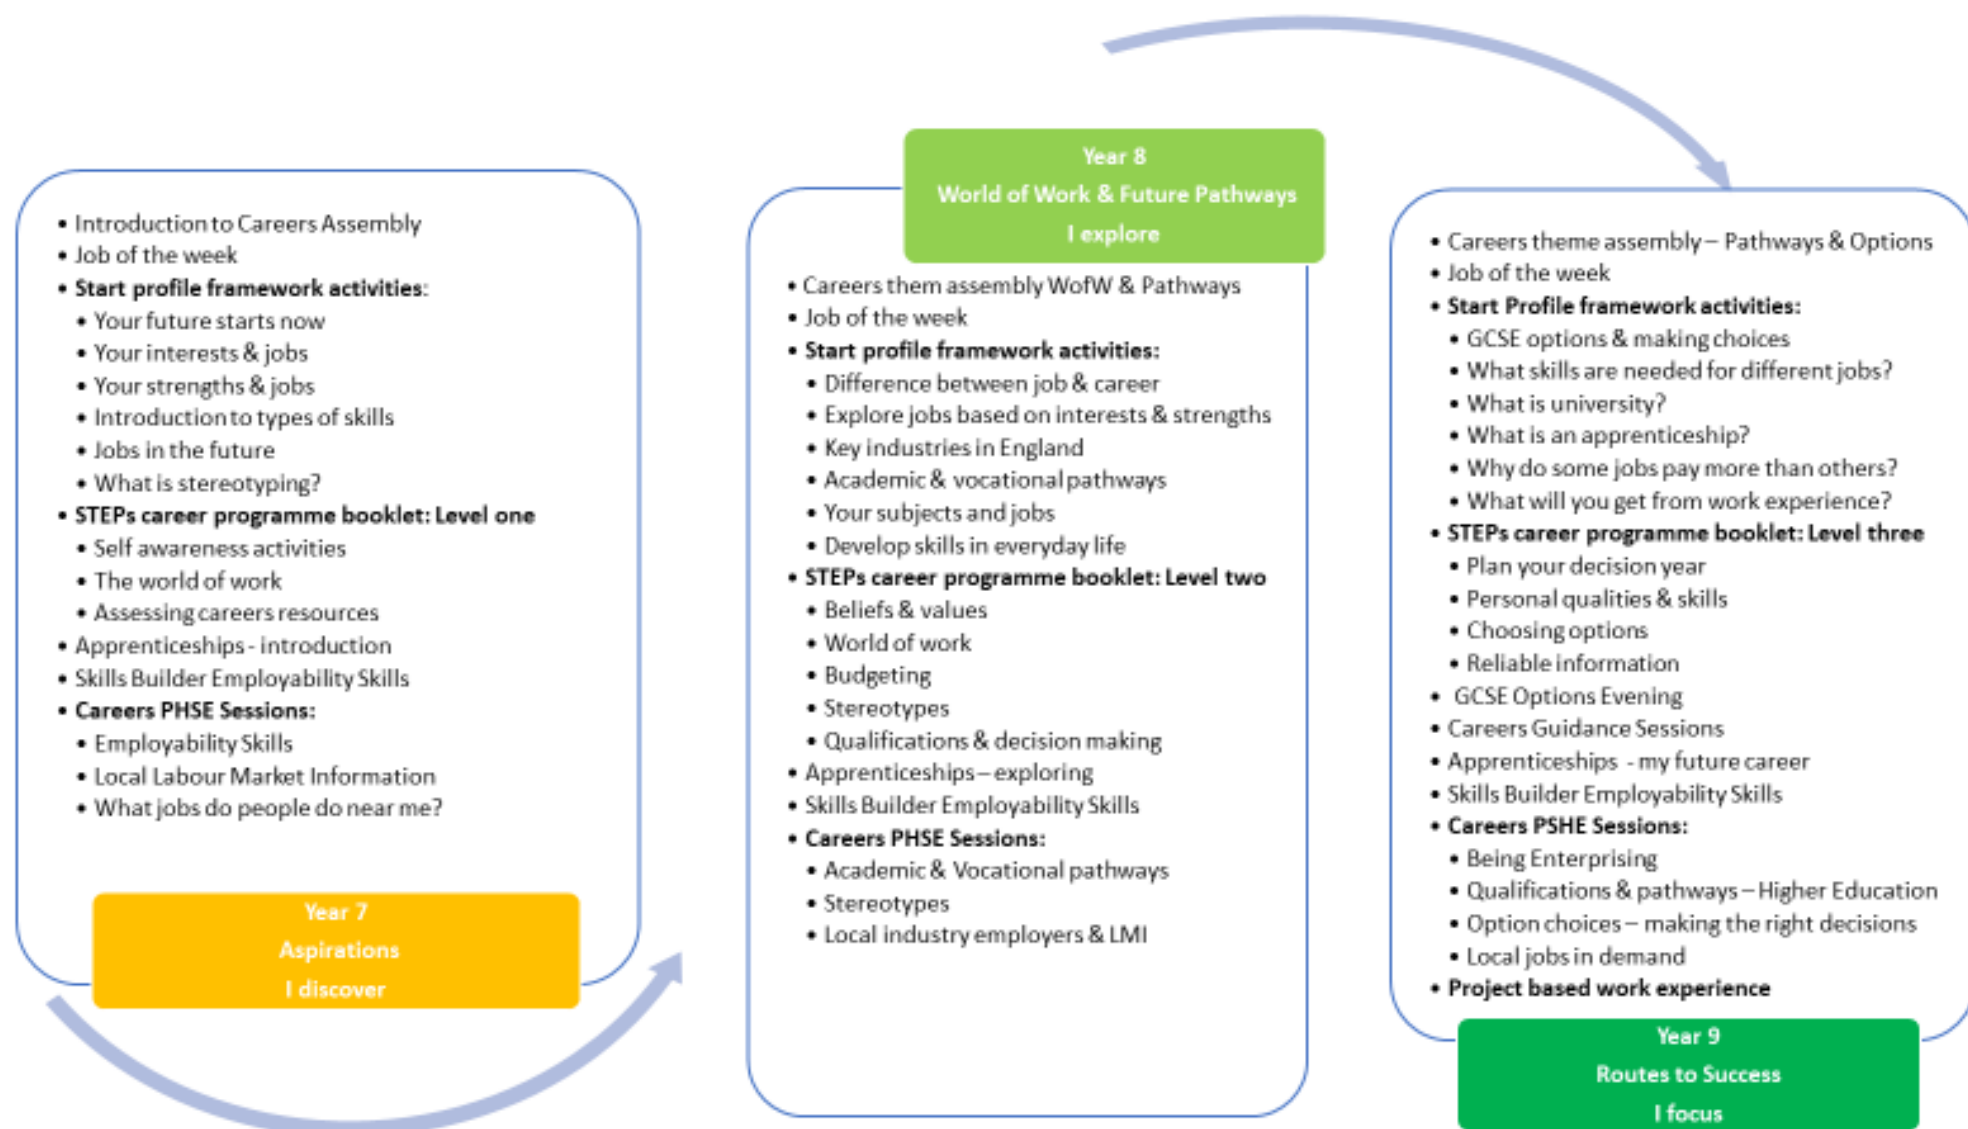 • Introduction to Careers Assembly
• Job of the week
• Start profile framework activities:
• Your future starts now
• Your interests & jobs
• Your strengths & jobs
• Introduction to types of skills
• Jobs in the future
• What is stereotyping?
• STEPs career programme booklet: Level one
• Self awareness activities
• The world of work
• Assessing careers resources
• Apprenticeships - introduction
• Skills Builder Employability Skills
• Careers PHSE Sessions:
• Employability Skills
• Local Labour Market Information
• What jobs do people do near me?
Year 7
Aspirations
I discover
Year 8
World of Work & Future Pathways
I explore
• Careers them assembly WofW & Pathways
• Job of the week
• Start profile framework activities:
• Difference between job & career
• Explore jobs based on interests & strengths
• Key industries in England
• Academic & vocational pathways
• Your subjects and jobs
• Develop skills in everyday life
• STEPs career programme booklet: Level two
• Beliefs & values
• World of work
• Budgeting
• Stereotypes
• Qualifications & decision making
• Apprenticeships – exploring
• Skills Builder Employability Skills
• Careers PHSE Sessions:
• Academic & Vocational pathways
• Stereotypes
• Local industry employers & LMI
• Careers theme assembly – Pathways & Options
• Job of the week
• Start Profile framework activities:
• GCSE options & making choices
• What skills are needed for different jobs?
• What is university?
• What is an apprenticeship?
• Why do some jobs pay more than others?
• What will you get from work experience?
• STEPs career programme booklet: Level three
• Plan your decision year
• Personal qualities & skills
• Choosing options
• Reliable information
• GCSE Options Evening
• Careers Guidance Sessions
• Apprenticeships - my future career
• Skills Builder Employability Skills
• Careers PSHE Sessions:
• Being Enterprising
• Qualifications & pathways – Higher Education
• Option choices – making the right decisions
• Local jobs in demand
• Project based work experience
Year 9
Routes to Success
I focus